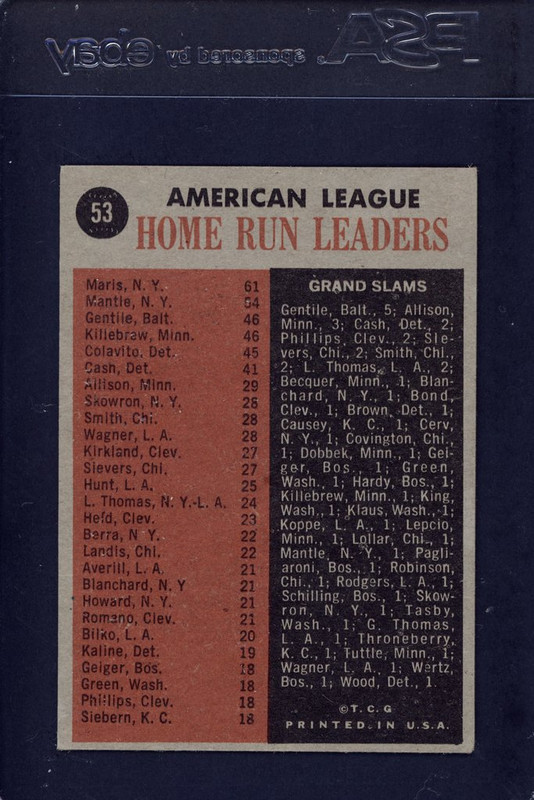 PSA.
sponsored by ebay
53
AMERICAN LEAGUE
HOME RUN LEADERS
Maris, N. Y. 61
Mantle, N. Y. 54
Gentile, Balt. 46
Killebrew, Minn. 46
Colavito, Det. 45
Cash, Det. 41
Allison, Minn. 29
Skowron, N. Y. 28
Smith, Chi. 28
Wagner, L. A. 28
Kirkland, Clev. 27
Sievers, Chi. 27
Hunt, L. A. 25
L. Thomas, N. Y.-L. A. 24
Held, Clev. 23
Berra, N. Y. 22
Landis, Chi. 22
Averill, L. A. 21
Blanchard, N. Y 21
Howard, N. Y. 21
Romano, Clev. 21
Bilko, L. A. 20
Kaline, Det. 19
Geiger, Bos. 18
Green, Wash. 18
Phillips, Clev. 18
Siebern, K. C. 18
GRAND SLAMS
Gentile, Balt., 5; Allison,
Minn., 3; Cash, Det., 2;
Phillips, Clev., 2; Sie-
vers, Chi., 2; Smith, Chi.,
2; L. Thomas, L. A., 2;
Becquer, Minn., 1; Blan-
chard, N. Y., 1; Bond,
Clev., 1; Brown, Det., 1;
Causey, K. C., 1; Cerv,
N. Y., 1; Covington, Chi.,
1; Dobbek, Minn., 1; Gei-
ger, Bos., 1; Green,
Wash., 1; Hardy, Bos., 1;
Killebrew, Minn., 1; King,
Wash., 1; Klaus, Wash., 1;
Koppe, L. A., 1; Lepcio,
Minn., 1; Lollar, Chi., 1;
Mantle, N. Y., 1; Pagli-
aroni, Bos., 1; Robinson,
Chi., 1; Rodgers, L. A., 1;
Schilling, Bos., 1; Skow-
ron, N. Y., 1; Tasby,
Wash., 1; G. Thomas,
L. A., 1; Throneberry,
K. C., 1; Tuttle, Minn., 1;
Wagner, L. A., 1; Wertz,
Bos., 1; Wood, Det., 1.
© T. C. G
PRINTED IN U.S.A.